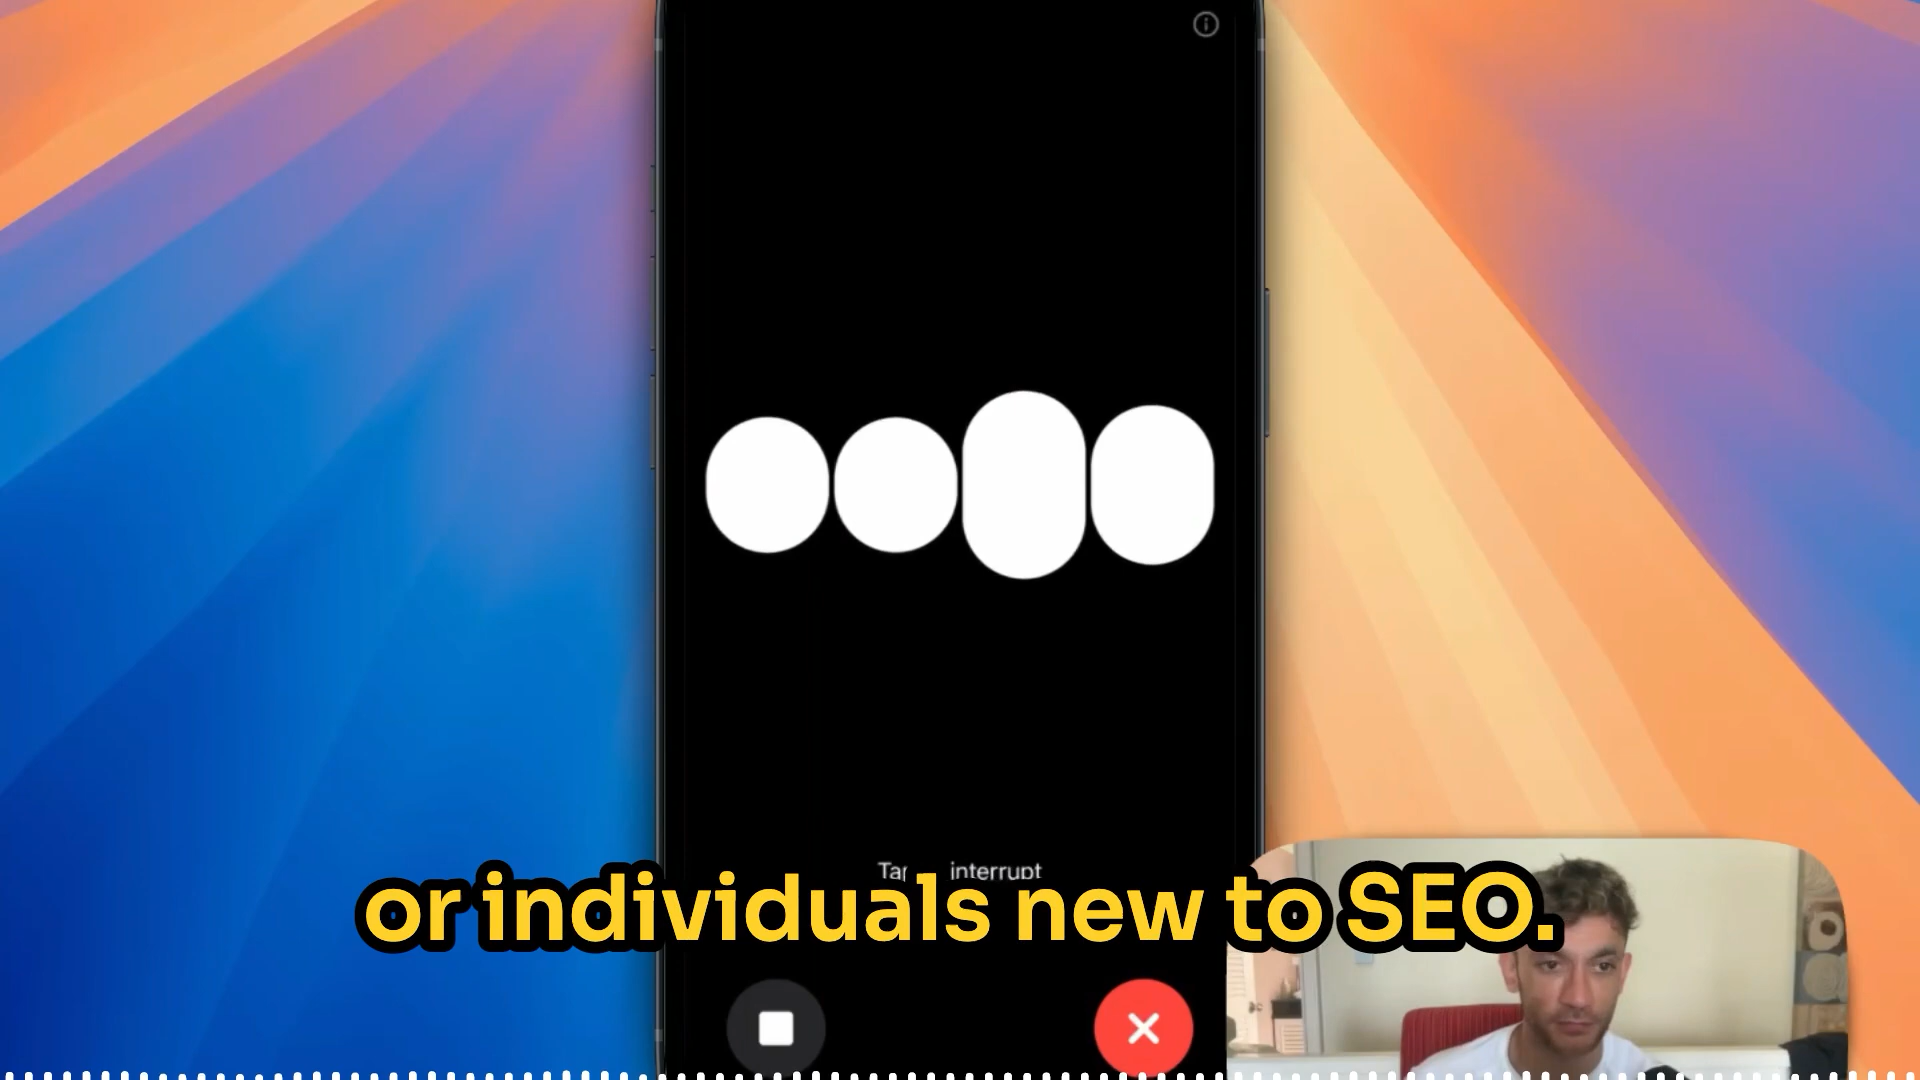 interrupt
or individuals new to SEO.